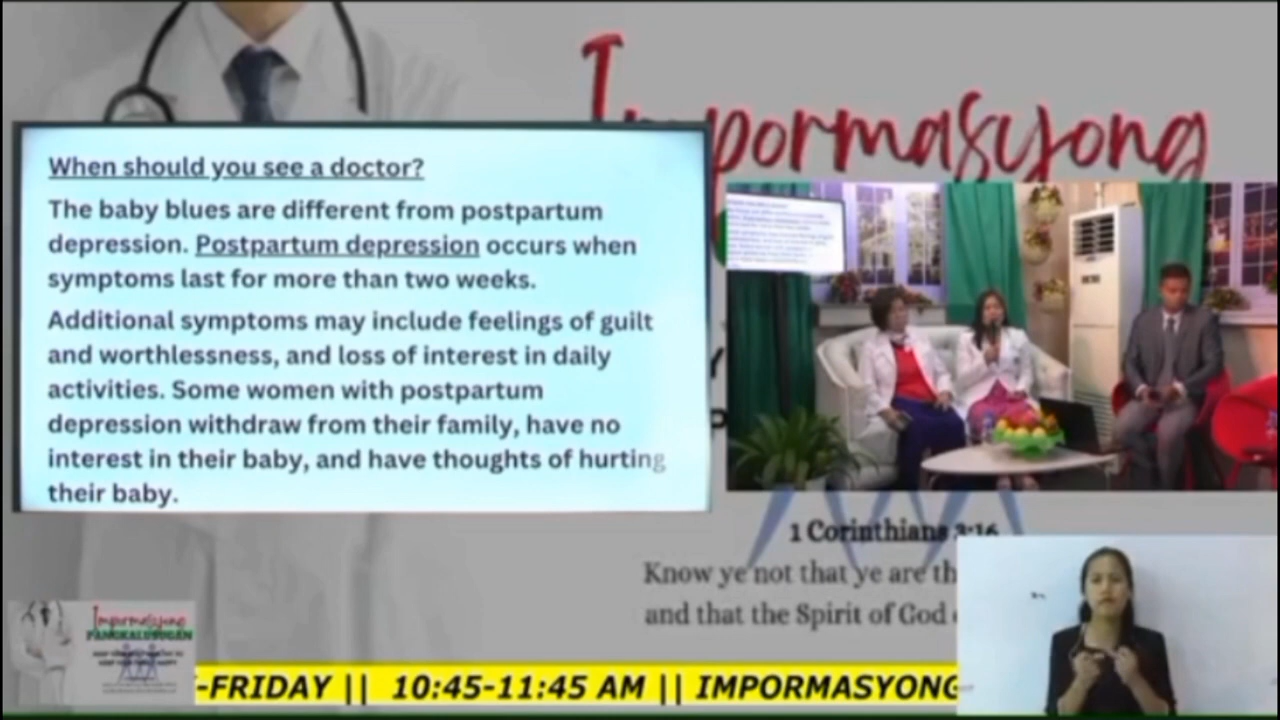 Impormasyong
When should you see a doctor?
The baby blues are different from postpartum
depression. Postpartum depression occurs when
symptoms last for more than two weeks.
Additional symptoms may include feelings of guilt
and worthlessness, and loss of interest in daily
activities. Some women with postpartum
depression withdraw from their family, have no
interest in their baby, and have thoughts of hurting
their baby.
1 Corinthians 3:16
Know ye not that ye are th
and that the Spirit of God
Impormasyong
PANGKALUSUGAN
-FRIDAY || 10:45-11:45 AM || IMPORMASYONG